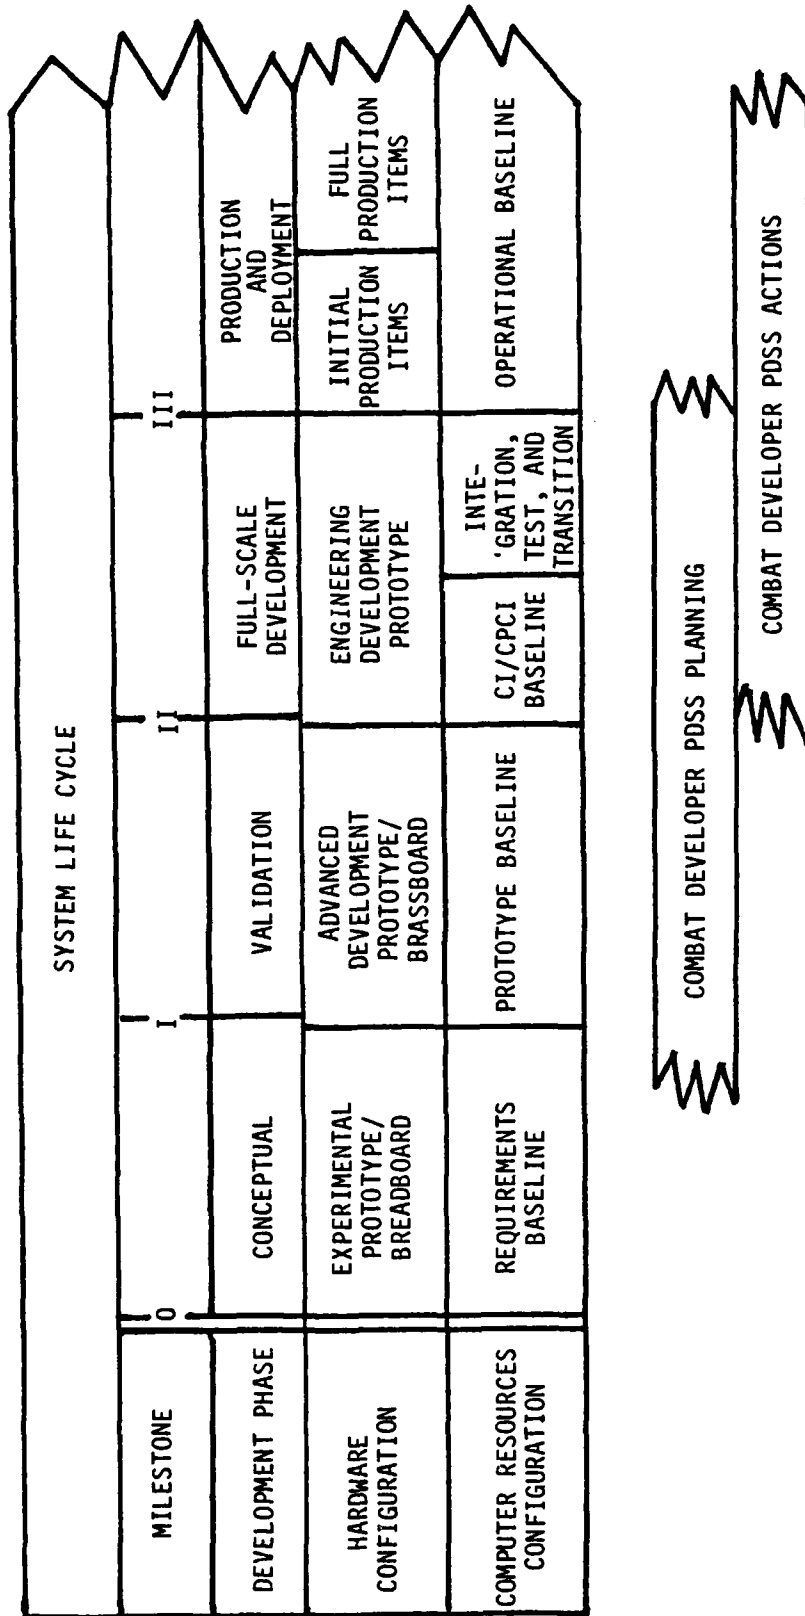 SYSTEM LIFE CYCLE
MILESTONE
0
I
II
III
DEVELOPMENT PHASE
CONCEPTUAL
VALIDATION
FULL-SCALE
DEVELOPMENT
PRODUCTION
AND
DEPLOYMENT
HARDWARE
CONFIGURATION
EXPERIMENTAL
PROTOTYPE/
BREADBOARD
ADVANCED
DEVELOPMENT
PROTOTYPE/
BRASSBOARD
ENGINEERING
DEVELOPMENT
PROTOTYPE
INITIAL
PRODUCTION
ITEMS
FULL
PRODUCTION
ITEMS
COMPUTER RESOURCES
CONFIGURATION
REQUIREMENTS
BASELINE
PROTOTYPE BASELINE
CI/CPCI
BASELINE
INTE-
GRATION,
TEST, AND
TRANSITION
OPERATIONAL BASELINE
COMBAT DEVELOPER PDSS PLANNING
COMBAT DEVELOPER PDSS ACTIONS